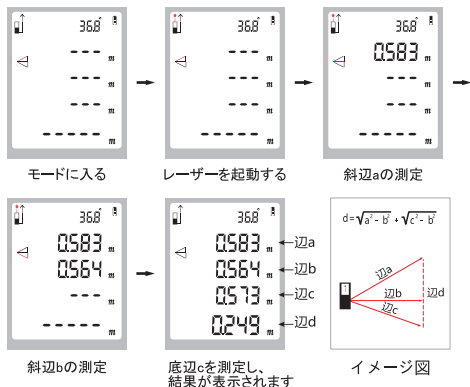 36.8°
--- m
--- m
--- m
----- m
モードに入る
36.8°
--- m
--- m
--- m
----- m
レーザーを起動する
36.8°
0.583 m
--- m
--- m
----- m
斜辺aの測定
36.8°
0.583 m
0.564 m
--- m
----- m
斜辺bの測定
36.8°
0.583 m 辺a
0.564 m 辺b
0.573 m 辺c
0.249 m 辺d
底辺cを測定し、
結果が表示されます
d=√a²－b² + √c²－b²
辺a
辺b
辺c
辺d
イメージ図